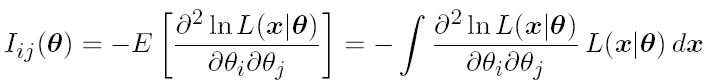 I_{ij}(\boldsymbol{\theta}) = -E\left[\frac{\partial^2 \ln L(\boldsymbol{x}|\boldsymbol{\theta})}{\partial\theta_i \partial\theta_j}\right] = -\int \frac{\partial^2 \ln L(\boldsymbol{x}|\boldsymbol{\theta})}{\partial\theta_i \partial\theta_j} \, L(\boldsymbol{x}|\boldsymbol{\theta}) \, d\boldsymbol{x}